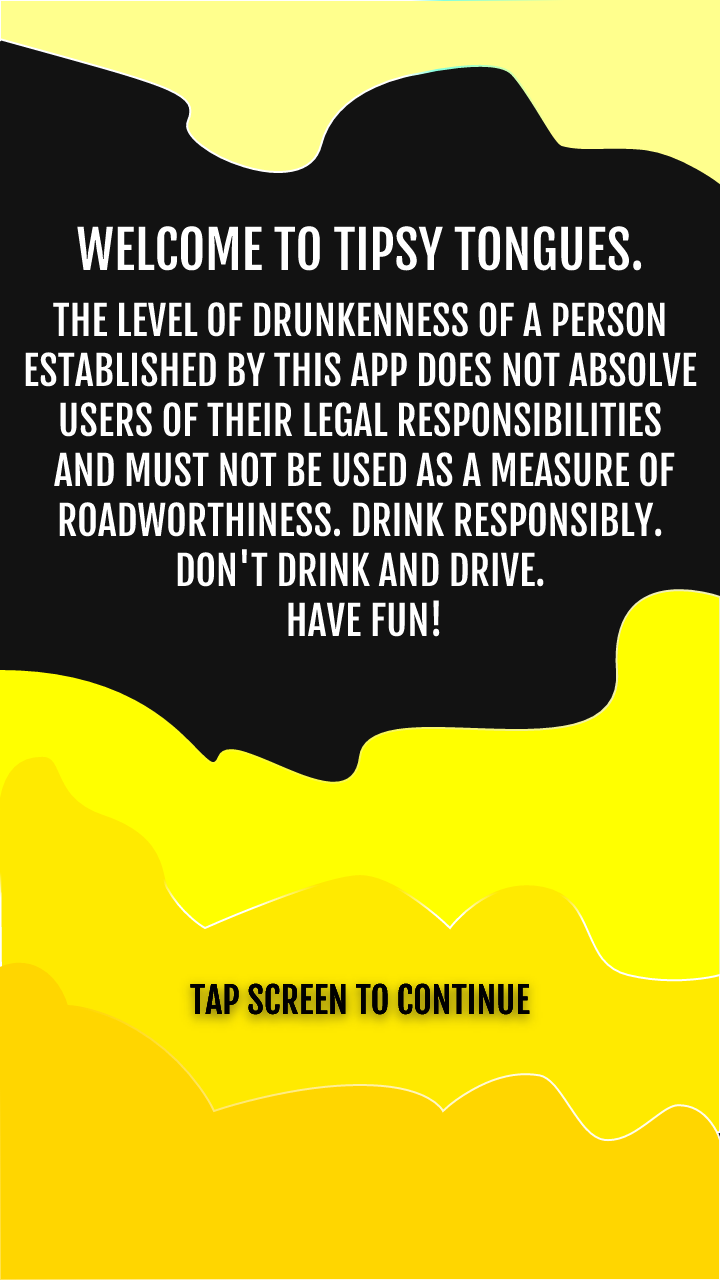 WELCOME TO TIPSY TONGUES.
THE LEVEL OF DRUNKENNESS OF A PERSON
ESTABLISHED BY THIS APP DOES NOT ABSOLVE
USERS OF THEIR LEGAL RESPONSIBILITIES
AND MUST NOT BE USED AS A MEASURE OF
ROADWORTHINESS. DRINK RESPONSIBLY.
DON'T DRINK AND DRIVE.
HAVE FUN!
TAP SCREEN TO CONTINUE